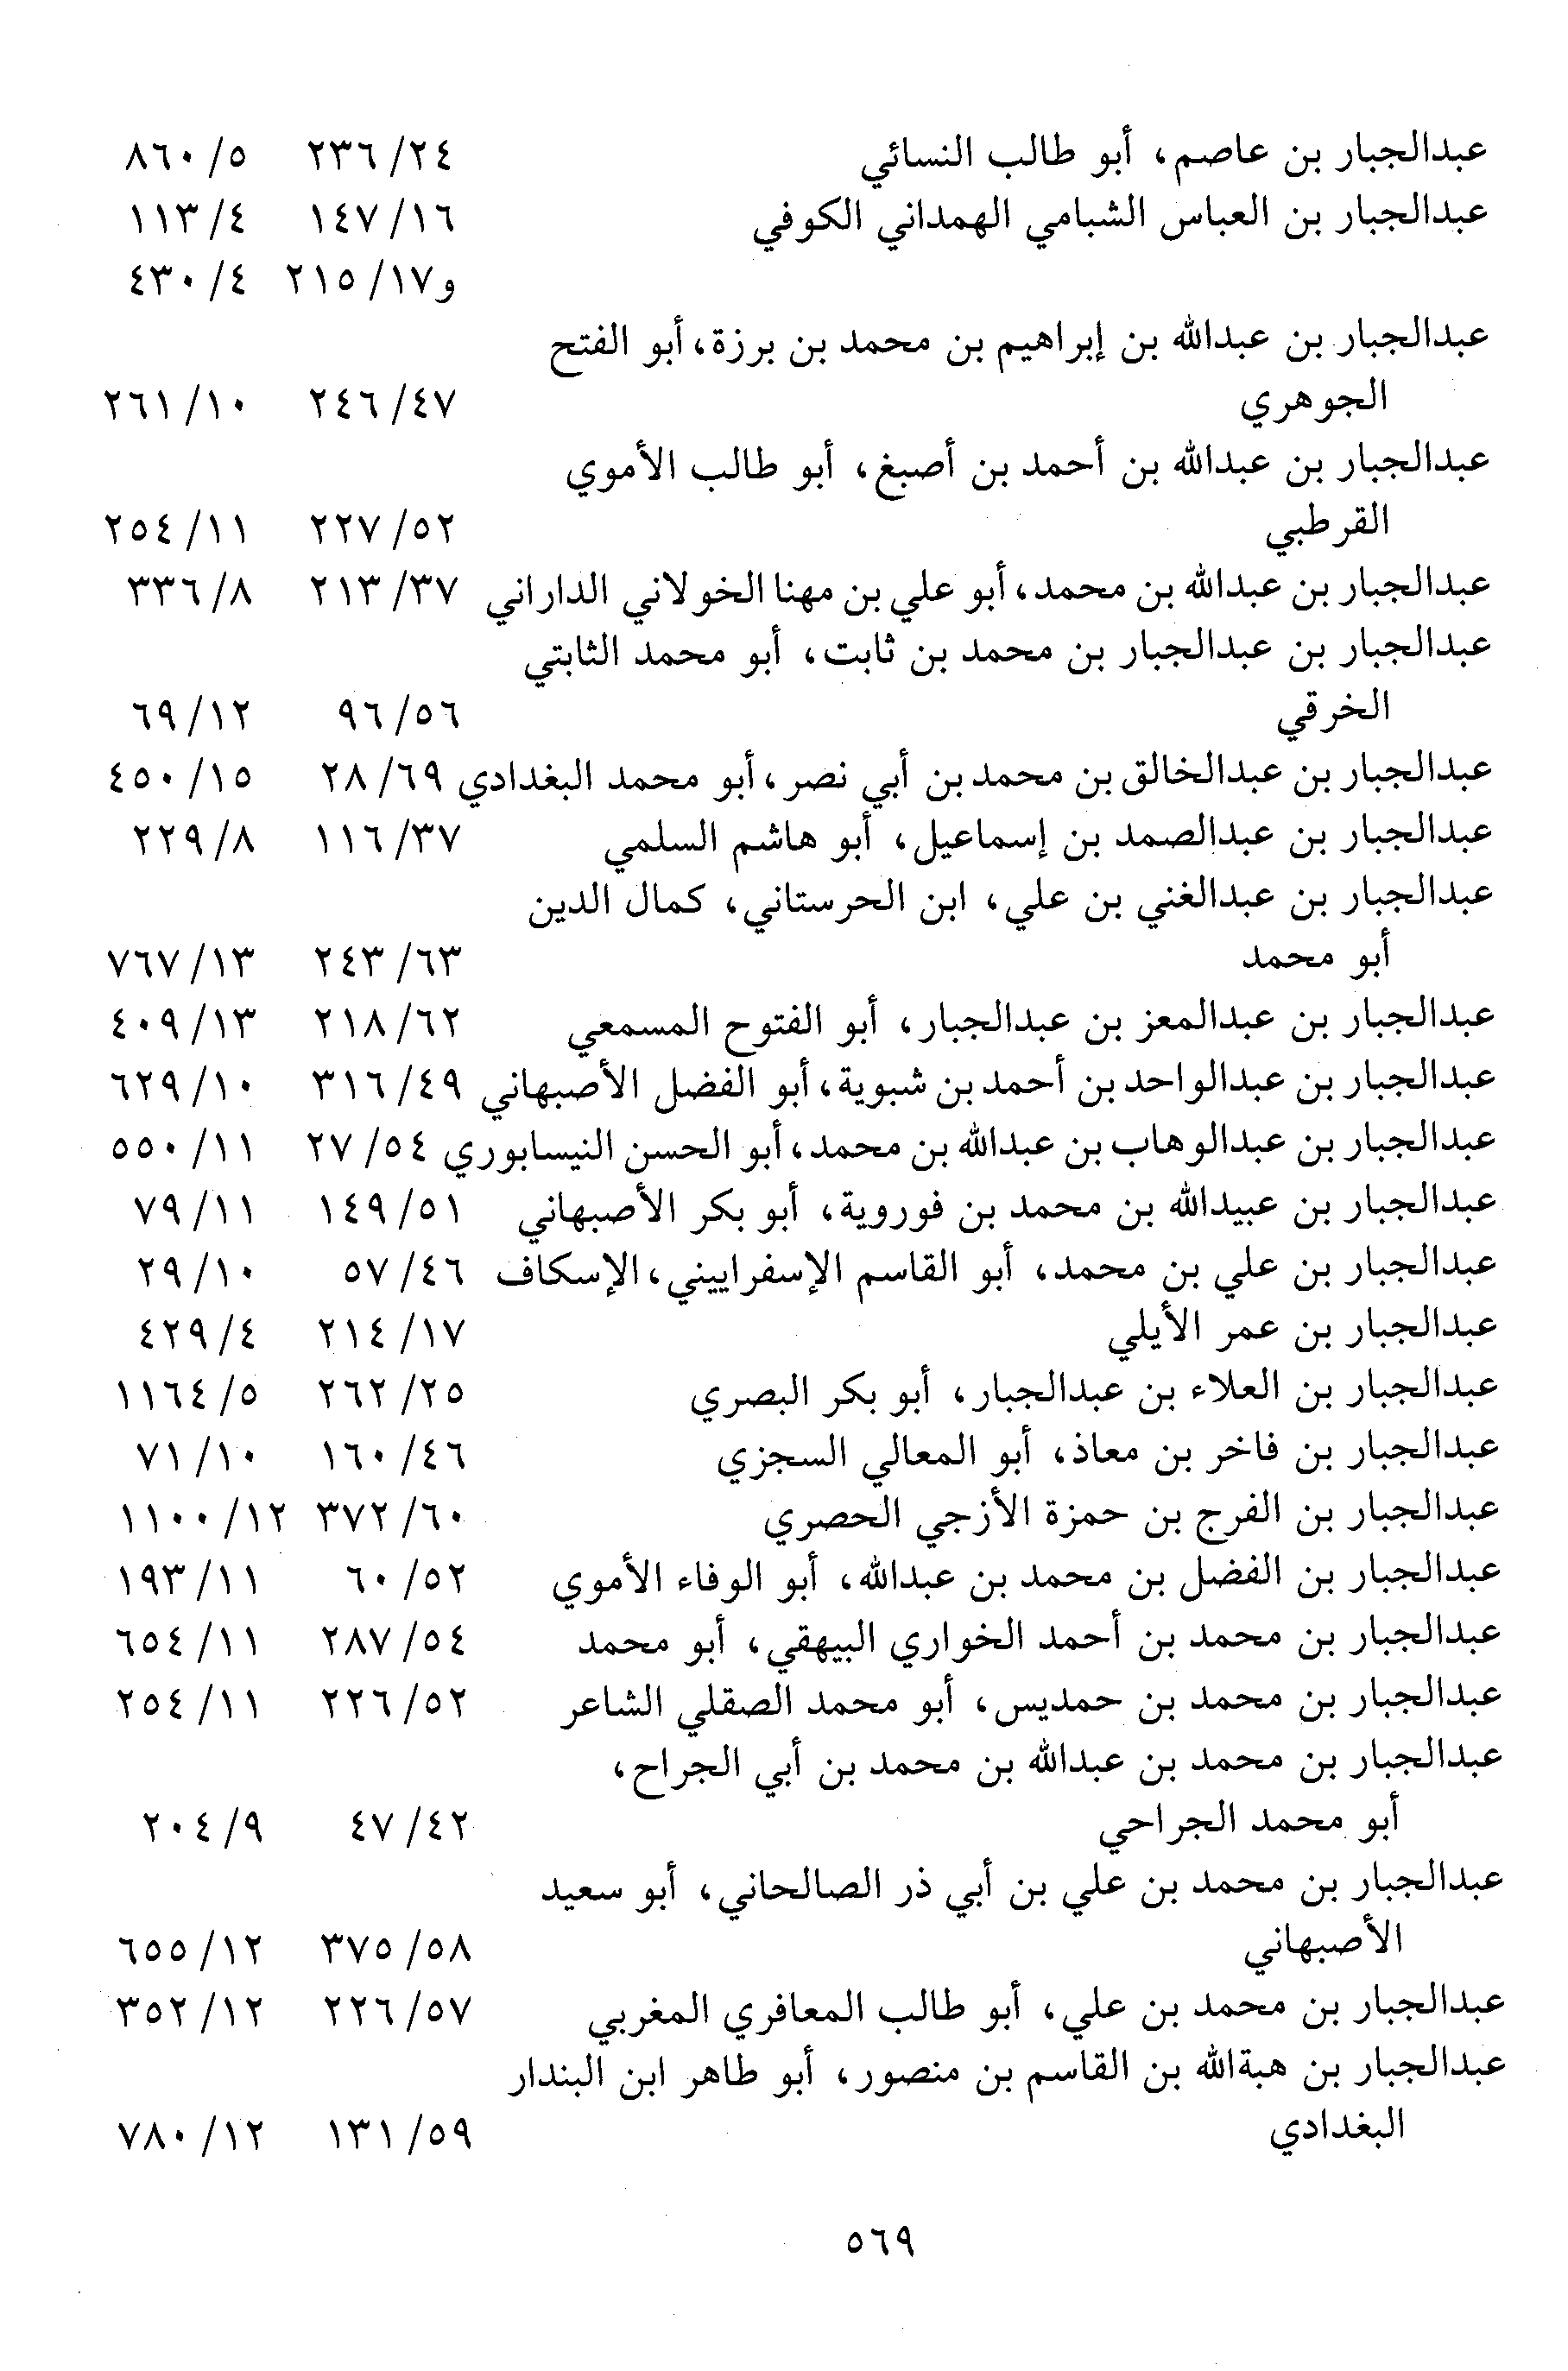 عبدالجبار بن عاصم، أبو طالب النسائي ٢٤/ ٢٣٦ ٥/ ٨٦٠
عبدالجبار بن العباس الشبامي الهمداني الكوفي ١٦/ ١٤٧ ٤/ ١١٣
و١٧/ ٢١٥ ٤/ ٤٣٠
عبدالجبار بن عبدالله بن إبراهيم بن محمد بن برزة، أبو الفتح
الجوهري ٤٧/ ٢٤٦ ١٠/ ٢٦١
عبدالجبار بن عبدالله بن أحمد بن أصبغ، أبو طالب الأموي
القرطبي ٥٢/ ٢٢٧ ١١/ ٢٥٤
عبدالجبار بن عبدالله بن محمد، أبو علي بن مهنا الخولاني الداراني ٣٧/ ٢١٣ ٨/ ٣٣٦
عبدالجبار بن عبدالجبار بن محمد بن ثابت، أبو محمد الثابتي
الخرقي ٥٦/ ٩٦ ١٢/ ٦٩
عبدالجبار بن عبدالخالق بن محمد بن أبي نصر، أبو محمد البغدادي ٦٩/ ٢٨ ١٥/ ٤٥٠
عبدالجبار بن عبدالصمد بن إسماعيل، أبو هاشم السلمي ٣٧/ ١١٦ ٨/ ٢٢٩
عبدالجبار بن عبدالغني بن علي، ابن الحرستاني، كمال الدين
أبو محمد ٦٣/ ٢٤٣ ١٣/ ٧٦٧
عبدالجبار بن عبدالمعز بن عبدالجبار، أبو الفتوح المسمعي ٦٢/ ٢١٨ ١٣/ ٤٠٩
عبدالجبار بن عبدالواحد بن أحمد بن شبوية، أبو الفضل الأصبهاني ٤٩/ ٣١٦ ١٠/ ٦٢٩
عبدالجبار بن عبدالوهاب بن عبدالله بن محمد، أبو الحسن النيسابوري ٥٤/ ٢٧ ١١/ ٥٥٠
عبدالجبار بن عبيدالله بن محمد بن فوروية، أبو بكر الأصبهاني ٥١/ ١٤٩ ١١/ ٧٩
عبدالجبار بن علي بن محمد، أبو القاسم الإسفراييني، الإسكاف ٤٦/ ٥٧ ١٠/ ٢٩
عبدالجبار بن عمر الأيلي ١٧/ ٢١٤ ٤/ ٤٢٩
عبدالجبار بن العلاء بن عبدالجبار، أبو بكر البصري ٢٥/ ٢٦٢ ٥/ ١١٦٤
عبدالجبار بن فاخر بن معاذ، أبو المعالي السجزي ٤٦/ ١٦٠ ١٠/ ٧١
عبدالجبار بن الفرج بن حمزة الأزجي الحصري ٦٠/ ٣٧٢ ١٢/ ١١٠٠
عبدالجبار بن الفضل بن محمد بن عبدالله، أبو الوفاء الأموي ٥٢/ ٦٠ ١١/ ١٩٣
عبدالجبار بن محمد بن أحمد الخواري البيهقي، أبو محمد ٥٤/ ٢٨٧ ١١/ ٦٥٤
عبدالجبار بن محمد بن حمديس، أبو محمد الصقلي الشاعر ٥٢/ ٢٢٦ ١١/ ٢٥٤
عبدالجبار بن محمد بن عبدالله بن محمد بن أبي الجراح،
أبو محمد الجراحي ٤٢/ ٤٧ ٩/ ٢٠٤
عبدالجبار بن محمد بن علي بن أبي ذر الصالحاني، أبو سعيد
الأصبهاني ٥٨/ ٣٧٥ ١٢/ ٦٥٥
عبدالجبار بن محمد بن علي، أبو طالب المعافري المغربي ٥٧/ ٢٢٦ ١٢/ ٣٥٢
عبدالجبار بن هبةالله بن القاسم بن منصور، أبو طاهر ابن البندار
البغدادي ٥٩/ ١٣١ ١٢/ ٧٨٠
٥٦٩